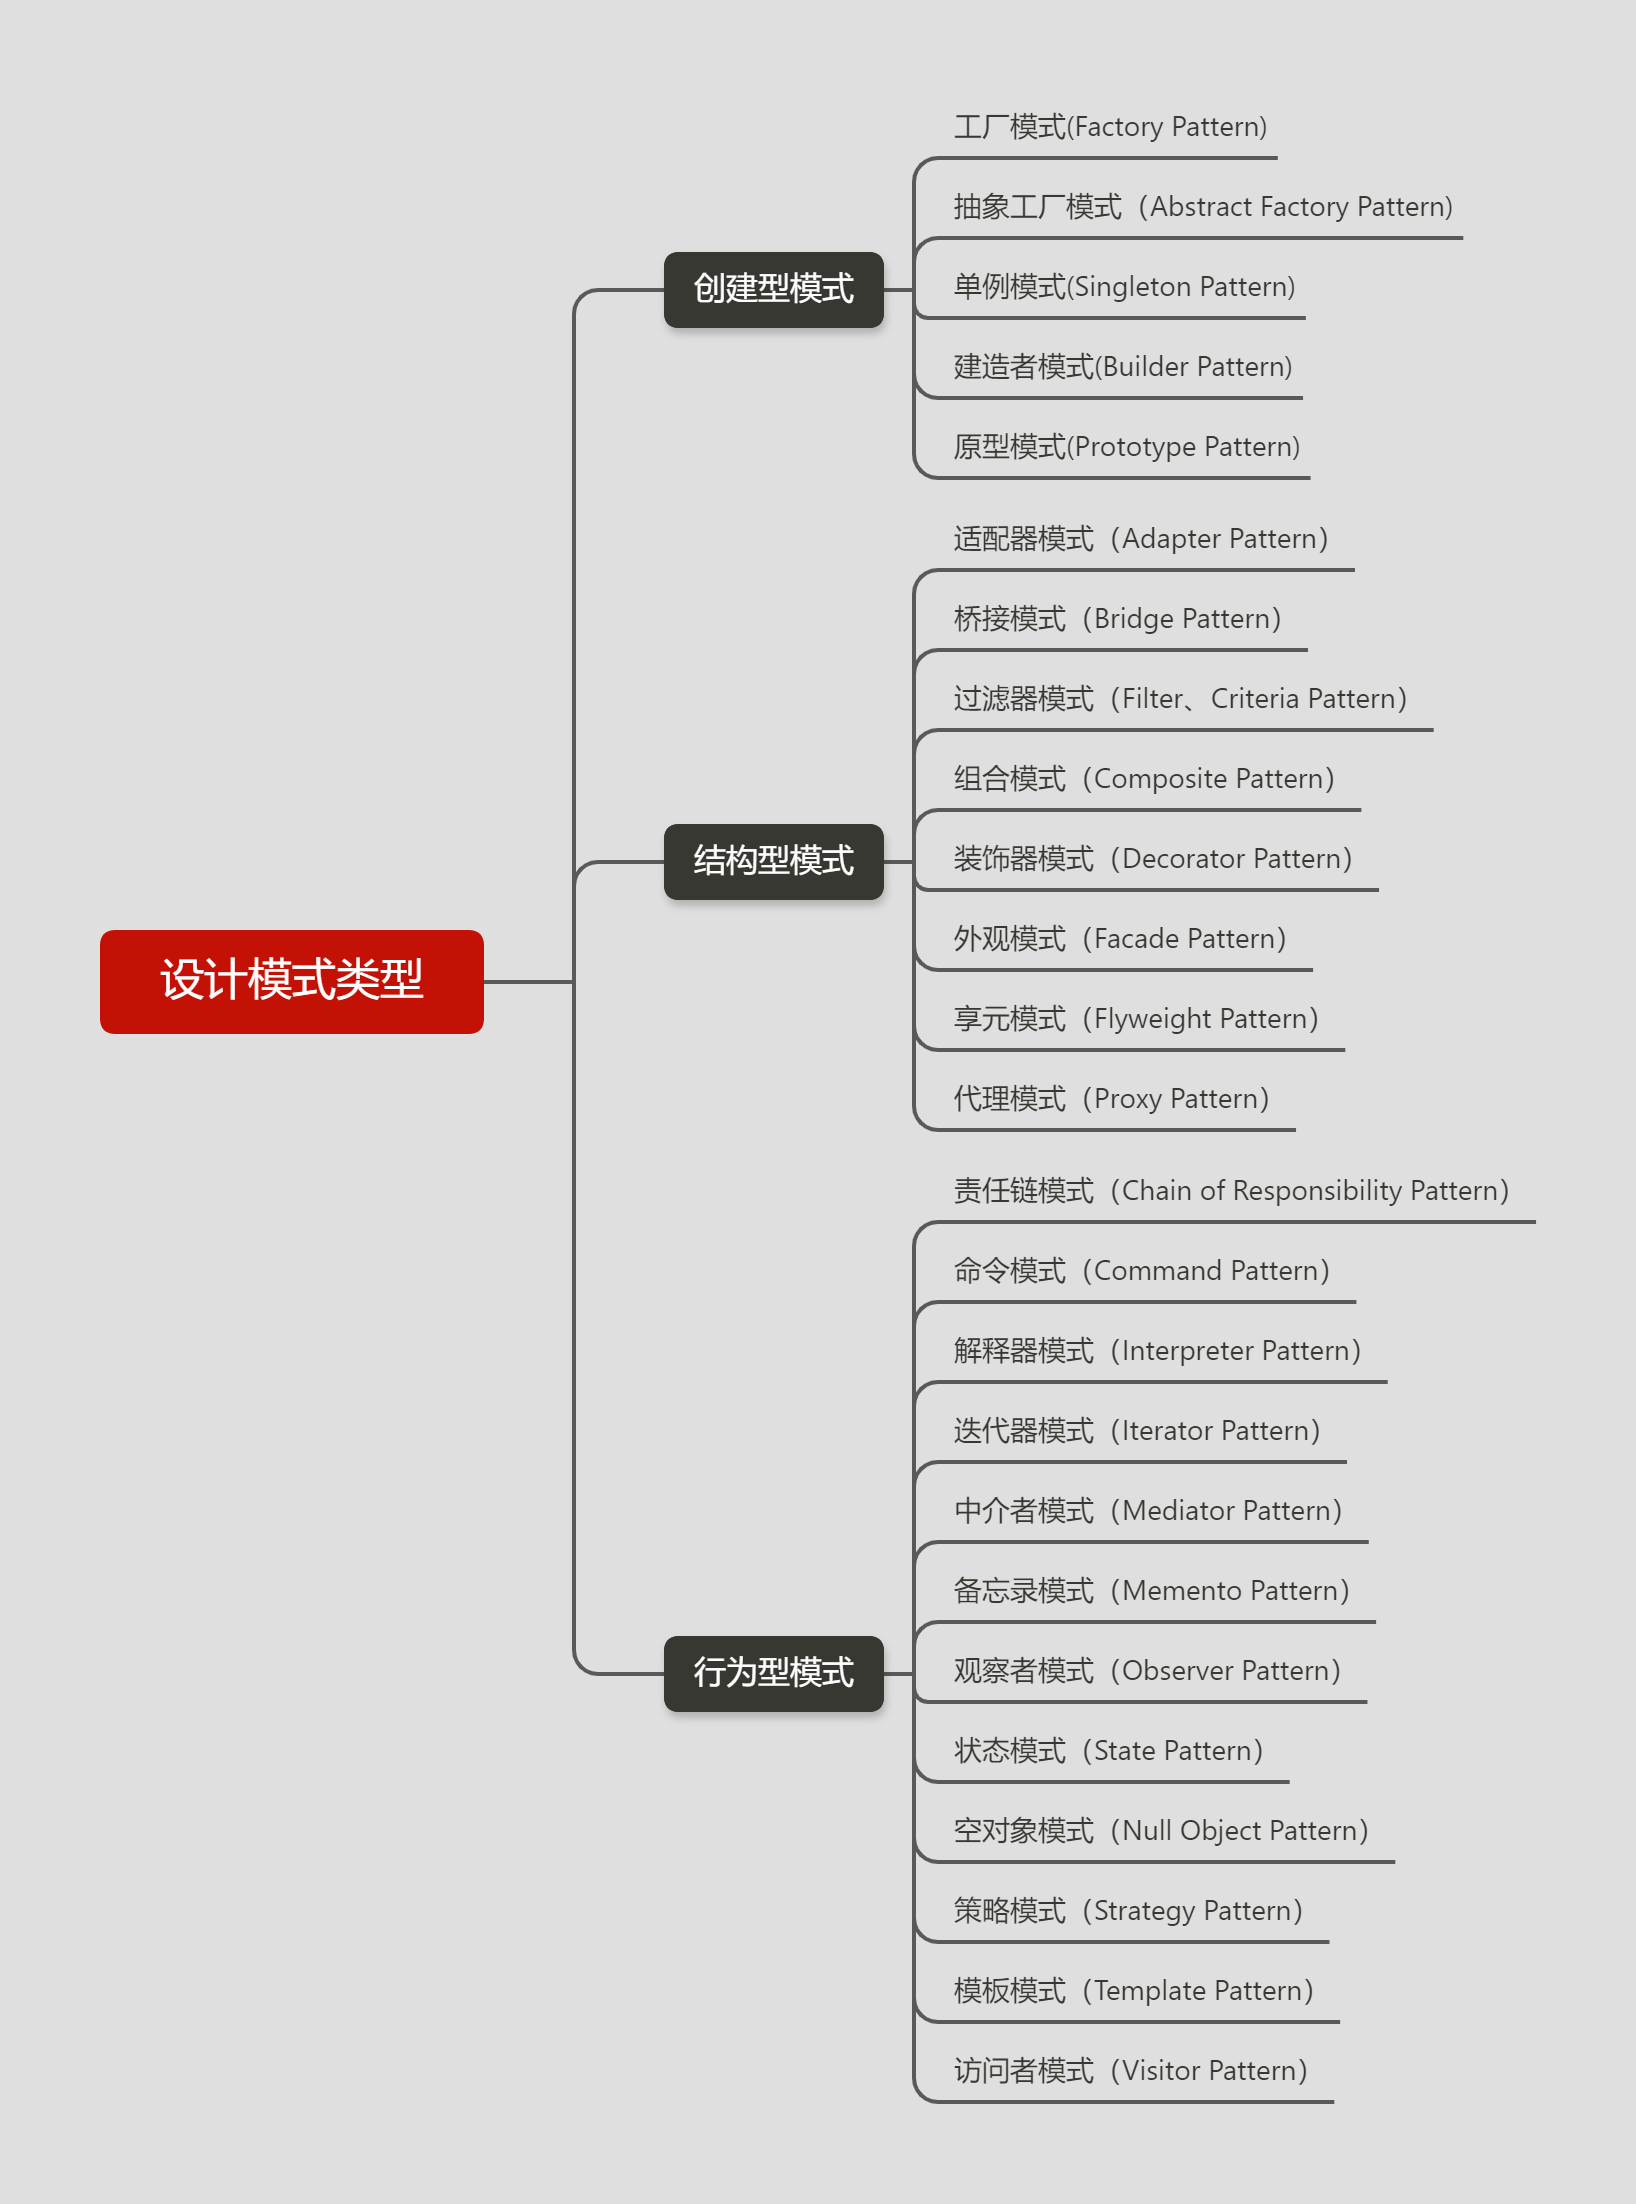 设计模式类型
创建型模式
工厂模式(Factory Pattern)
抽象工厂模式（Abstract Factory Pattern)
单例模式(Singleton Pattern)
建造者模式(Builder Pattern)
原型模式(Prototype Pattern)
结构型模式
适配器模式（Adapter Pattern）
桥接模式（Bridge Pattern）
过滤器模式（Filter、Criteria Pattern）
组合模式（Composite Pattern）
装饰器模式（Decorator Pattern）
外观模式（Facade Pattern）
享元模式（Flyweight Pattern）
代理模式（Proxy Pattern）
行为型模式
责任链模式（Chain of Responsibility Pattern）
命令模式（Command Pattern）
解释器模式（Interpreter Pattern）
迭代器模式（Iterator Pattern）
中介者模式（Mediator Pattern）
备忘录模式（Memento Pattern）
观察者模式（Observer Pattern）
状态模式（State Pattern）
空对象模式（Null Object Pattern）
策略模式（Strategy Pattern）
模板模式（Template Pattern）
访问者模式（Visitor Pattern）